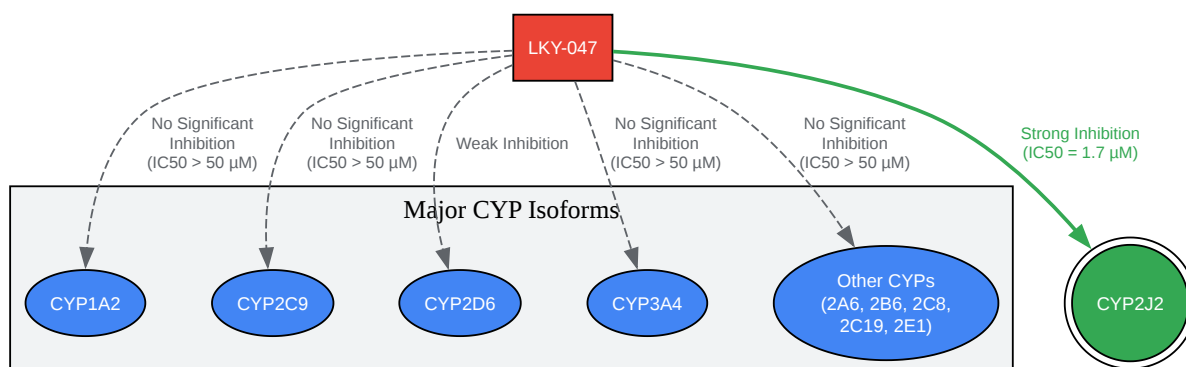 LKY-047
No Significant
Inhibition
(IC50 > 50 µM)
No Significant
Inhibition
(IC50 > 50 µM)
Weak Inhibition
No Significant
Inhibition
(IC50 > 50 µM)
No Significant
Inhibition
(IC50 > 50 µM)
Strong Inhibition
(IC50 = 1.7 µM)
Major CYP Isoforms
CYP1A2
CYP2C9
CYP2D6
CYP3A4
Other CYPs
(2A6, 2B6, 2C8,
2C19, 2E1)
CYP2J2